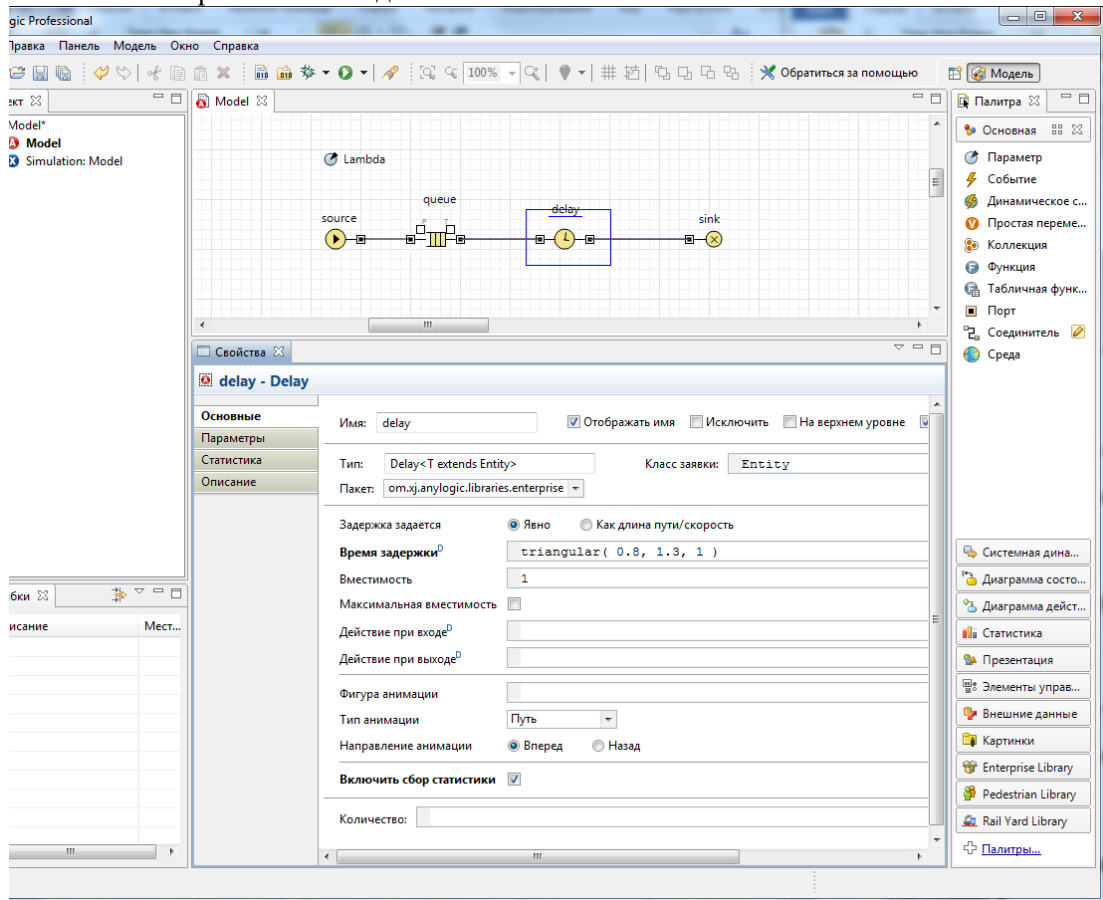 gic Professional
Правка Панель Модель Окно Справка
100%
Обратиться за помощью
Модель
ект
Model
Палитра
Model*
Model
Simulation: Model
Lambda
source
queue
delay
sink
P T
Основная
Параметр
Событие
Динамическое с...
Простая переме...
Коллекция
Функция
Табличная функ...
Порт
Соединитель
Среда
Свойства
delay - Delay
Основные
Параметры
Статистика
Описание
Имя: delay Отображать имя Исключить На верхнем уровне
Тип: Delay<T extends Entity> Класс заявки: Entity
Пакет: om.xj.anylogic.libraries.enterprise
Задержка задается Явно Как длина пути/скорость
Время задержки D triangular( 0.8, 1.3, 1 )
Вместимость 1
Максимальная вместимость
Действие при входе D
Действие при выходе D
Фигура анимации
Тип анимации Путь
Направление анимации Вперед Назад
Включить сбор статистики
Количество:
бки
исание Мест...
Системная дина...
Диаграмма состо...
Диаграмма дейст...
Статистика
Презентация
Элементы управ...
Внешние данные
Картинки
Enterprise Library
Pedestrian Library
Rail Yard Library
Палитры...